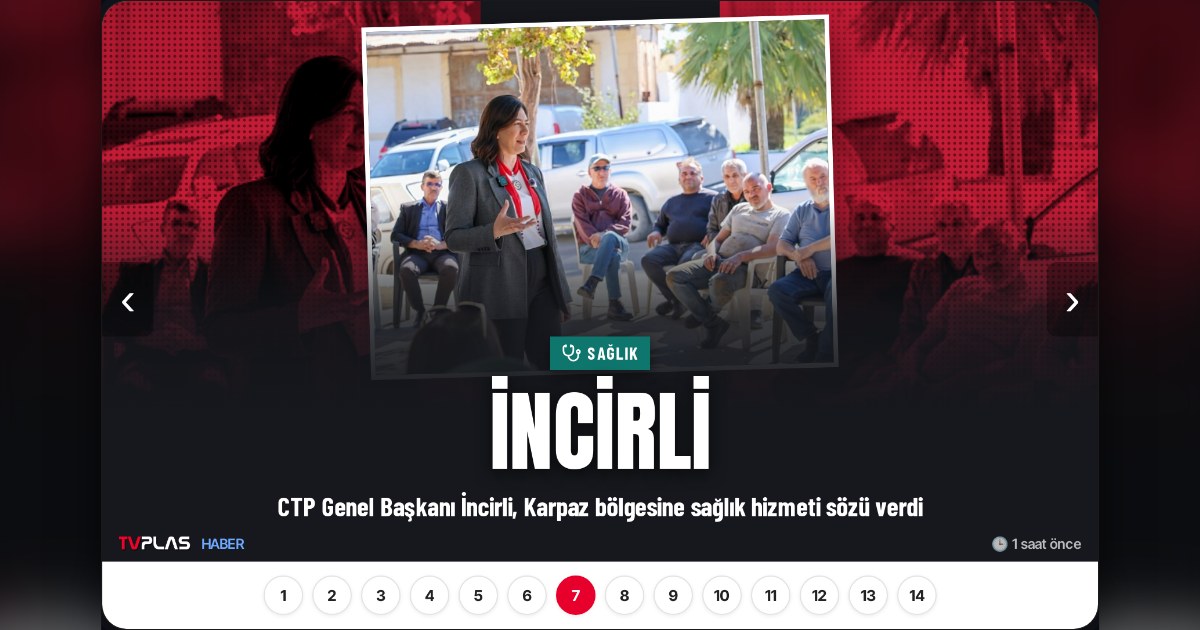 SAĞLIK
İNCİRLİ
CTP Genel Başkanı İncirli, Karpaz bölgesine sağlık hizmeti sözü verdi
TVPLAS HABER
1 saat önce
1 2 3 4 5 6 7 8 9 10 11 12 13 14